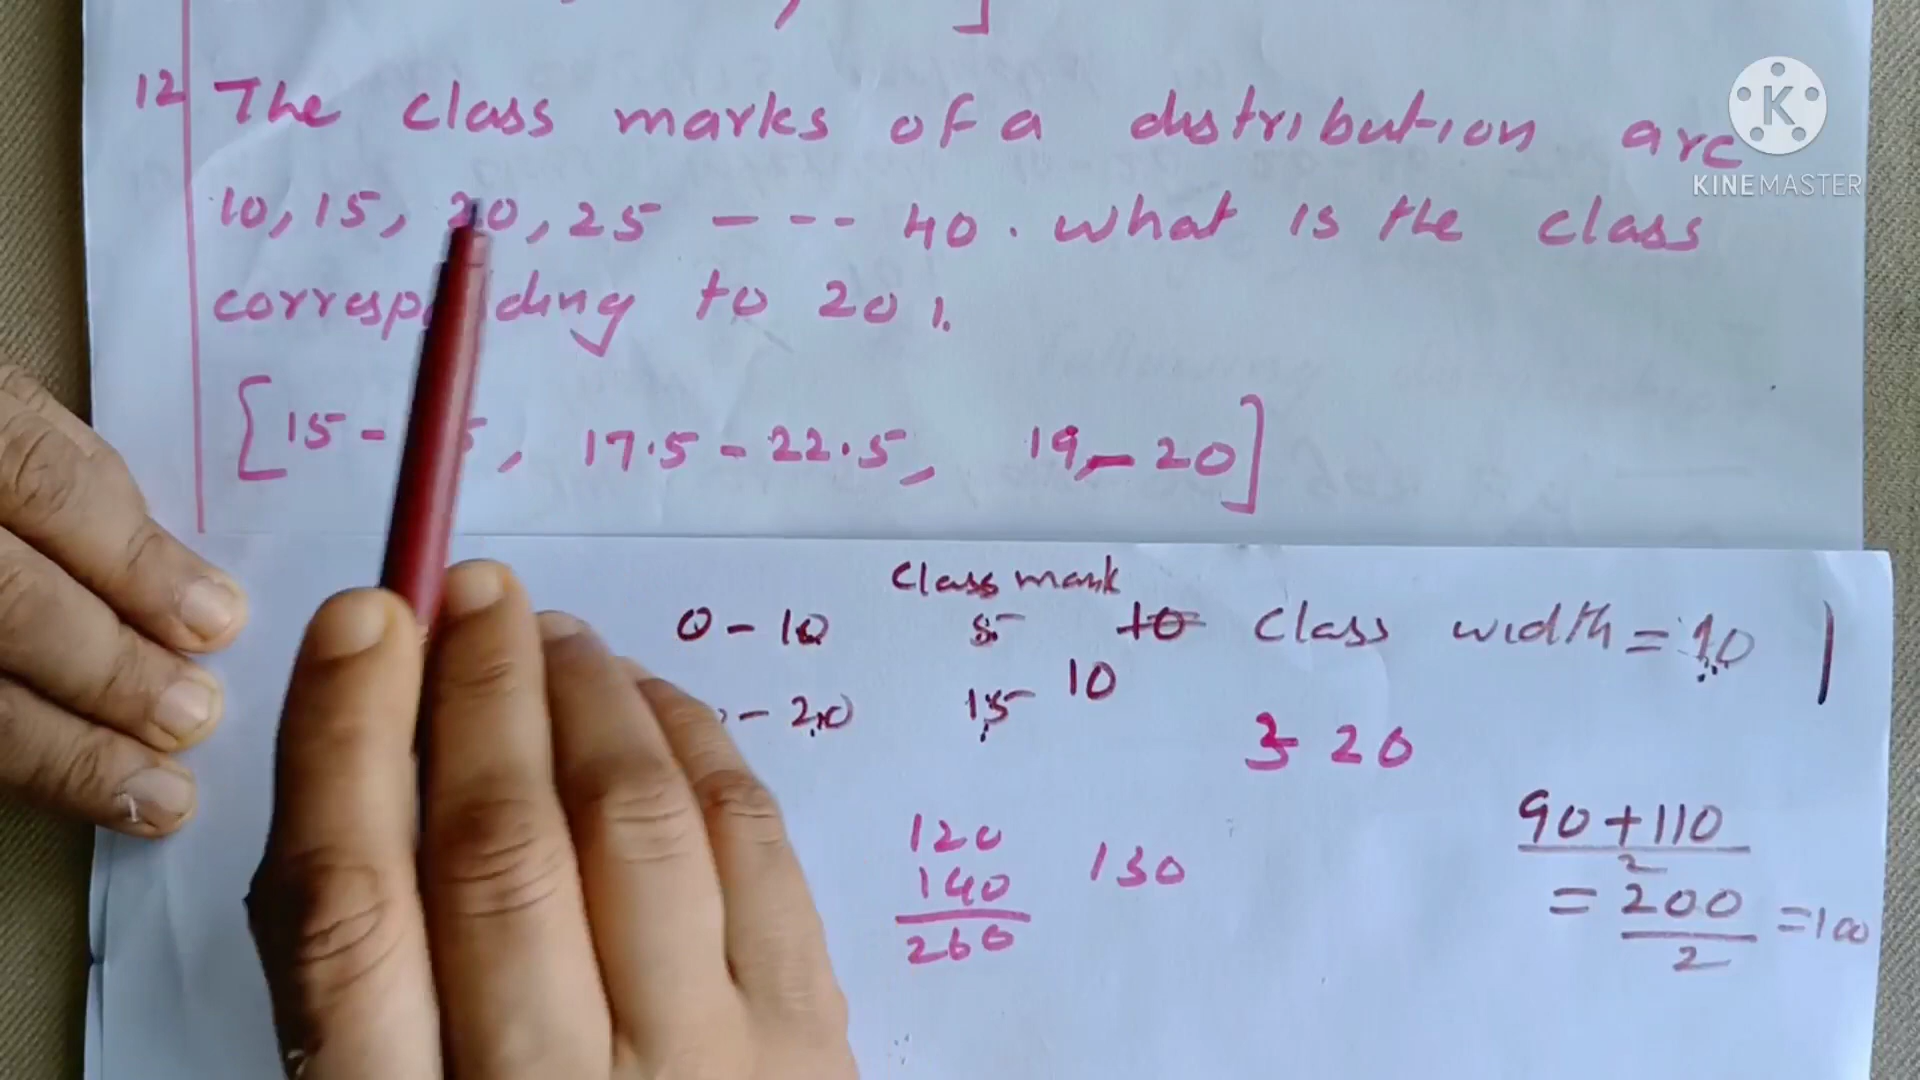 12 The class marks of a distribution are
10, 15, 20, 25 - - - 40. What is the class
corresponding to 20 ?.
[15 - , 17.5 - 22.5, 19 - 20]
KINEMASTER
Class mark
0 - 10 5 10 Class width = 10
- 20 15 10
3 20
120
140 130
260
90 + 110
2
= 200 = 100
2